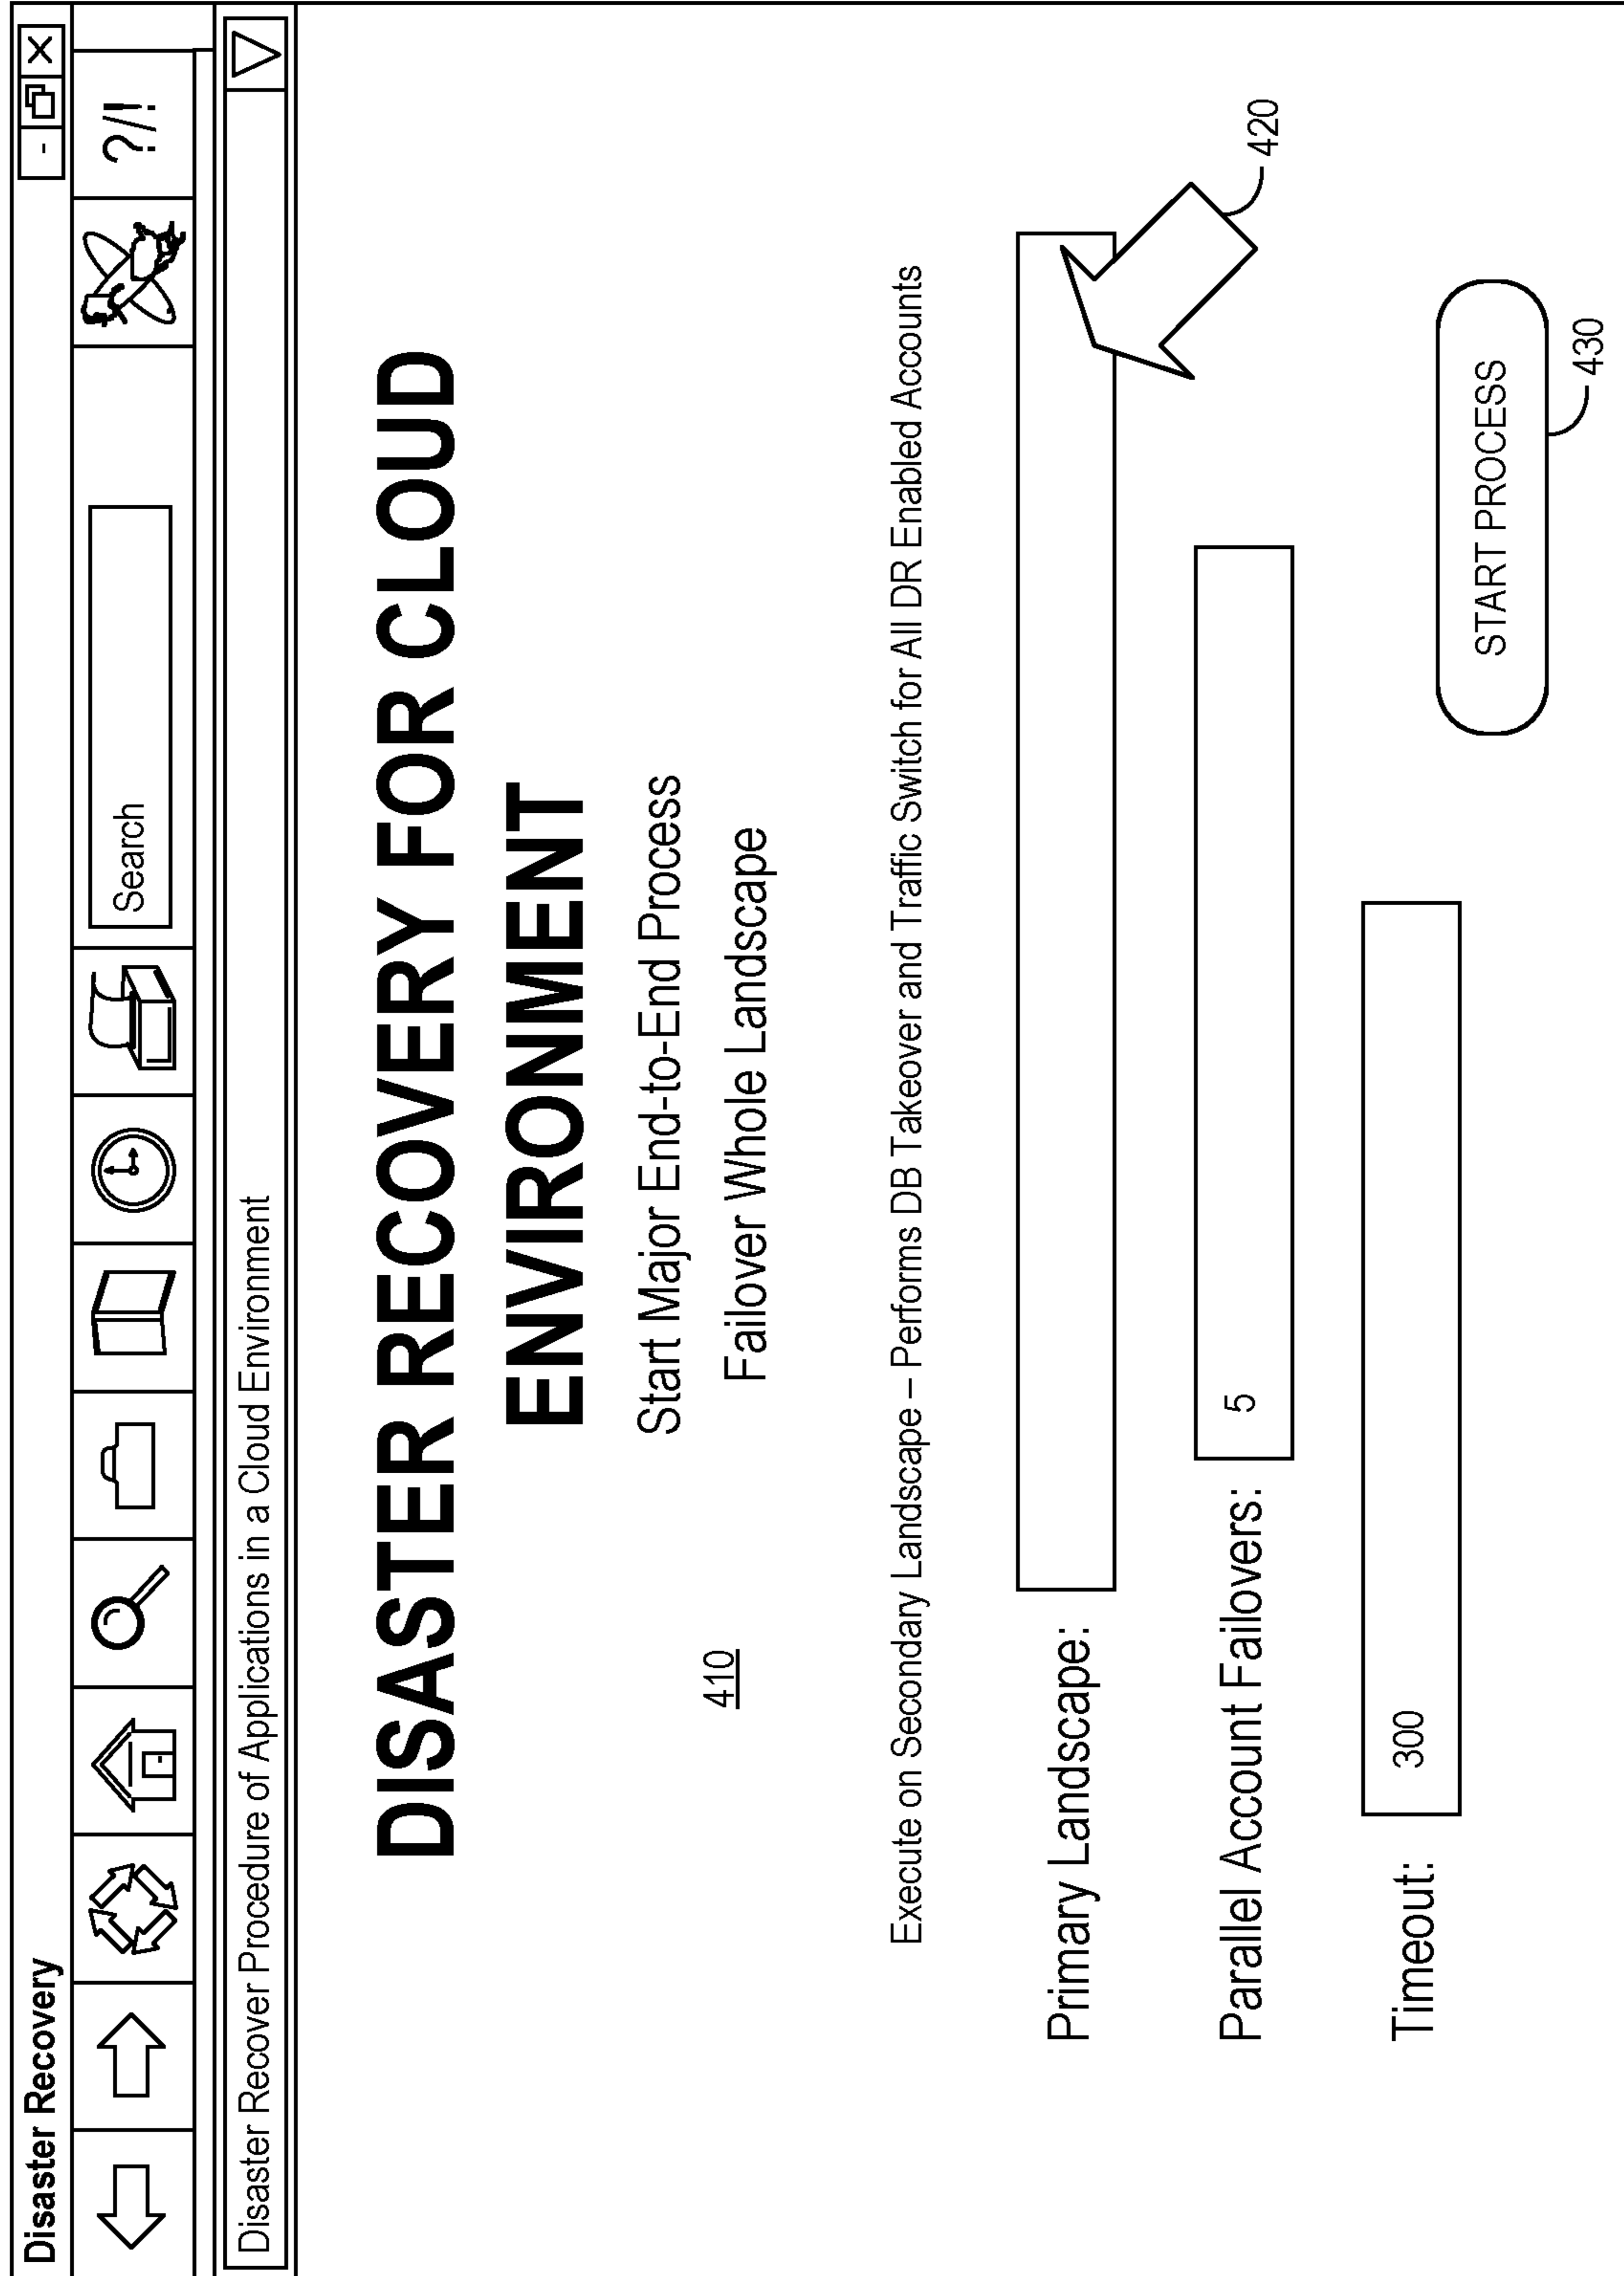 Disaster Recovery
- X
Search
?/!
Disaster Recover Procedure of Applications in a Cloud Environment
DISASTER RECOVERY FOR CLOUD
ENVIRONMENT
Start Major End-to-End Process
Failover Whole Landscape
410
Execute on Secondary Landscape – Performs DB Takeover and Traffic Switch for All DR Enabled Accounts
Primary Landscape:
420
Parallel Account Failovers: 5
Timeout: 300
START PROCESS
430